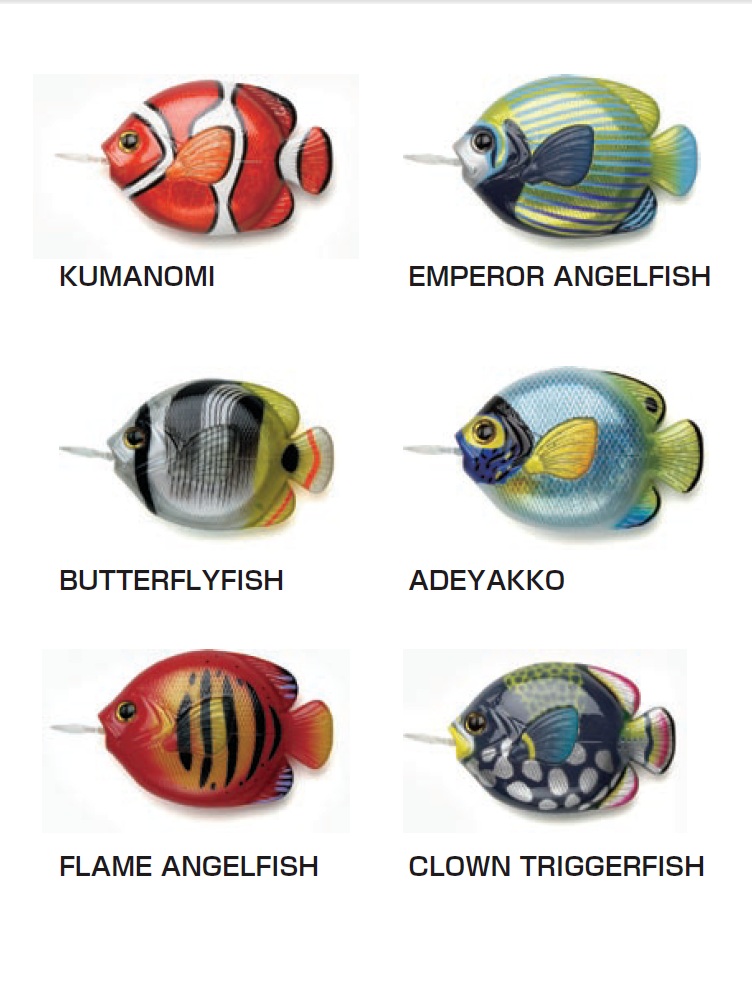 KUMANOMI
EMPEROR ANGELFISH
BUTTERFLYFISH
ADEYAKKO
FLAME ANGELFISH
CLOWN TRIGGERFISH